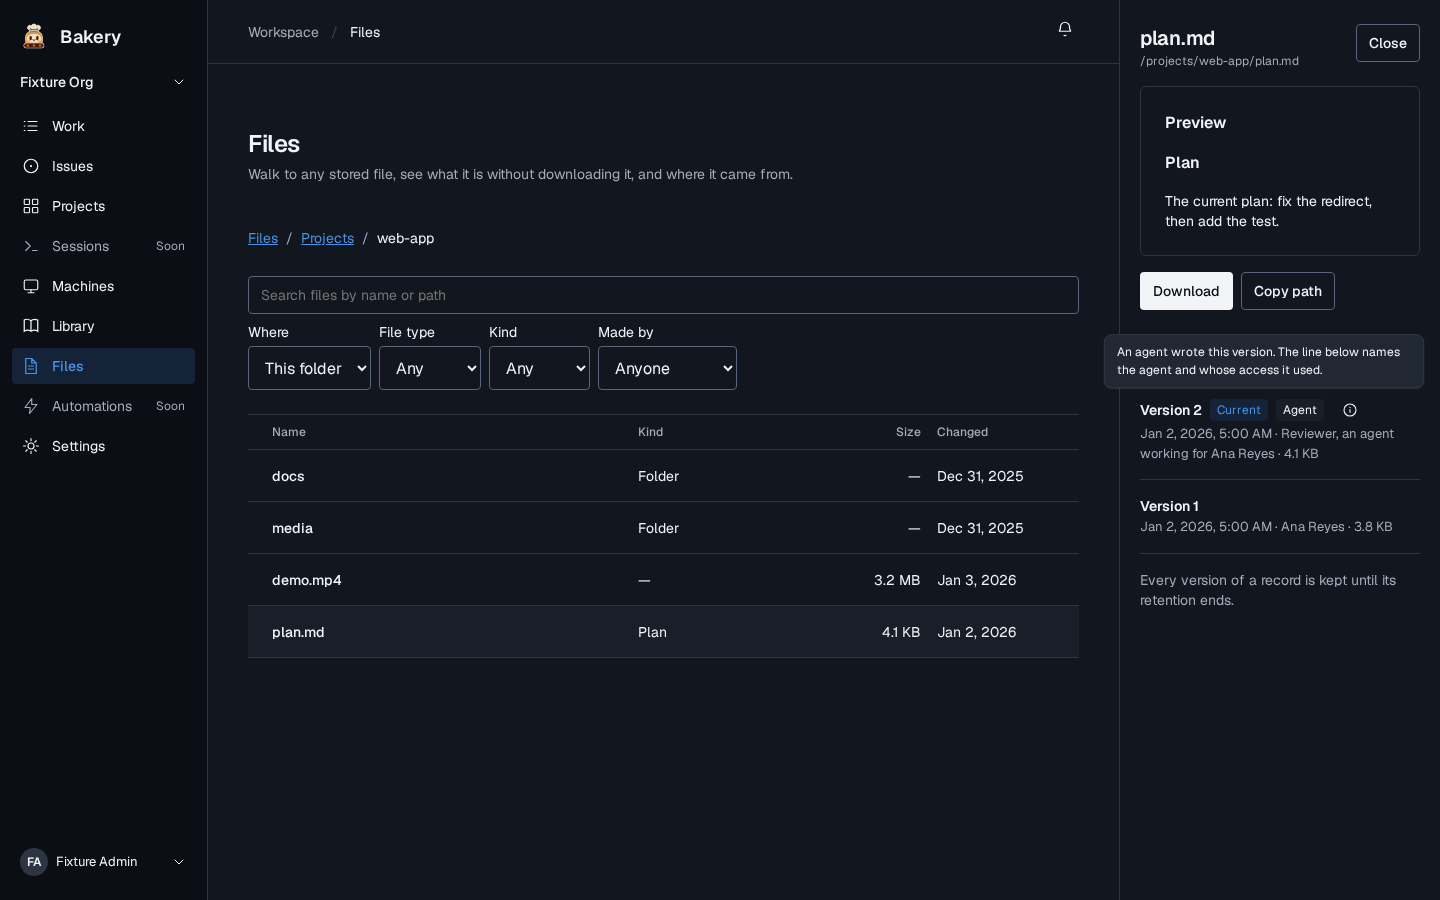 Bakery
Fixture Org
Work
Issues
Projects
Sessions Soon
Machines
Library
Files
Automations Soon
Settings
FA Fixture Admin
Workspace / Files
Files
Walk to any stored file, see what it is without downloading it, and where it came from.
Files / Projects / web-app
Search files by name or path
Where File type Kind Made by
This folder Any Any Anyone
Name Kind Size Changed
docs Folder — Dec 31, 2025
media Folder — Dec 31, 2025
demo.mp4 — 3.2 MB Jan 3, 2026
plan.md Plan 4.1 KB Jan 2, 2026
plan.md
Close
/projects/web-app/plan.md
Preview
Plan
The current plan: fix the redirect,
then add the test.
Download Copy path
An agent wrote this version. The line below names
the agent and whose access it used.
Version 2 Current Agent
Jan 2, 2026, 5:00 AM · Reviewer, an agent
working for Ana Reyes · 4.1 KB
Version 1
Jan 2, 2026, 5:00 AM · Ana Reyes · 3.8 KB
Every version of a record is kept until its
retention ends.